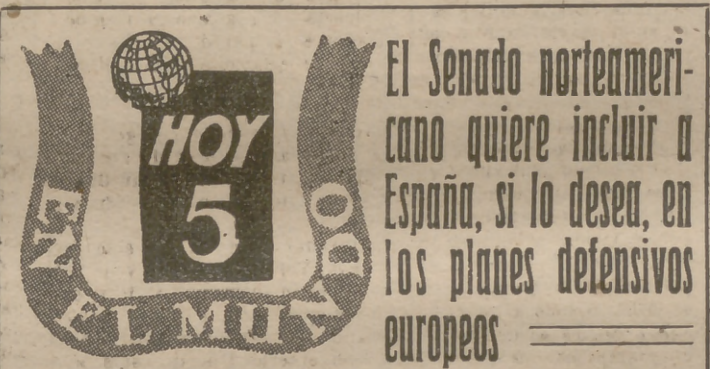 HOY
5
EN EL MUNDO
El Senado norteameri-
cano quiere incluir a
España, si lo desea, en
los planes defensivos
europeos